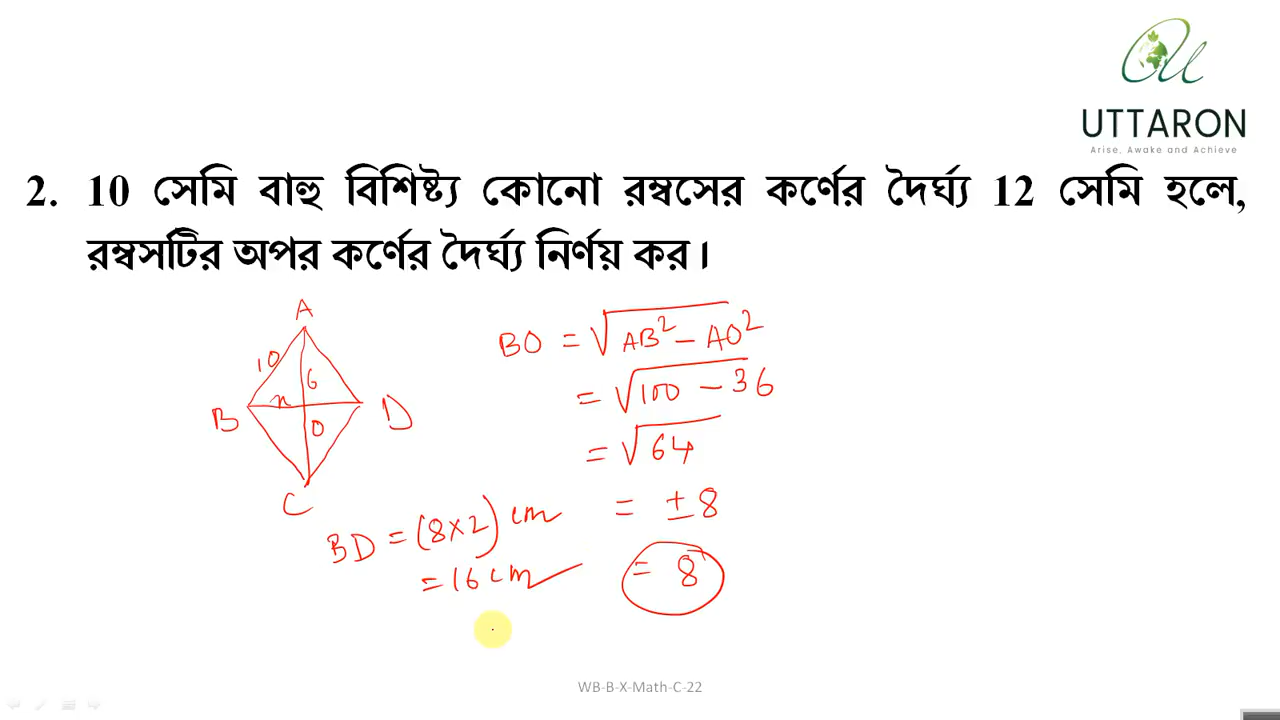 UTTARON
Arise, Awake and Achieve
2. 10 সেমি বাহু বিশিষ্ট্য কোনো রম্বসের কর্ণের দৈর্ঘ্য 12 সেমি হলে,
রম্বসটির অপর কর্ণের দৈর্ঘ্য নির্ণয় কর।
A
10
6
x
B
O
D
C
BO = √AB² - AO²
= √100 - 36
= √64
= ±8
= 8
BD = (8×2) cm
= 16 cm
WB-B-X-Math-C-22